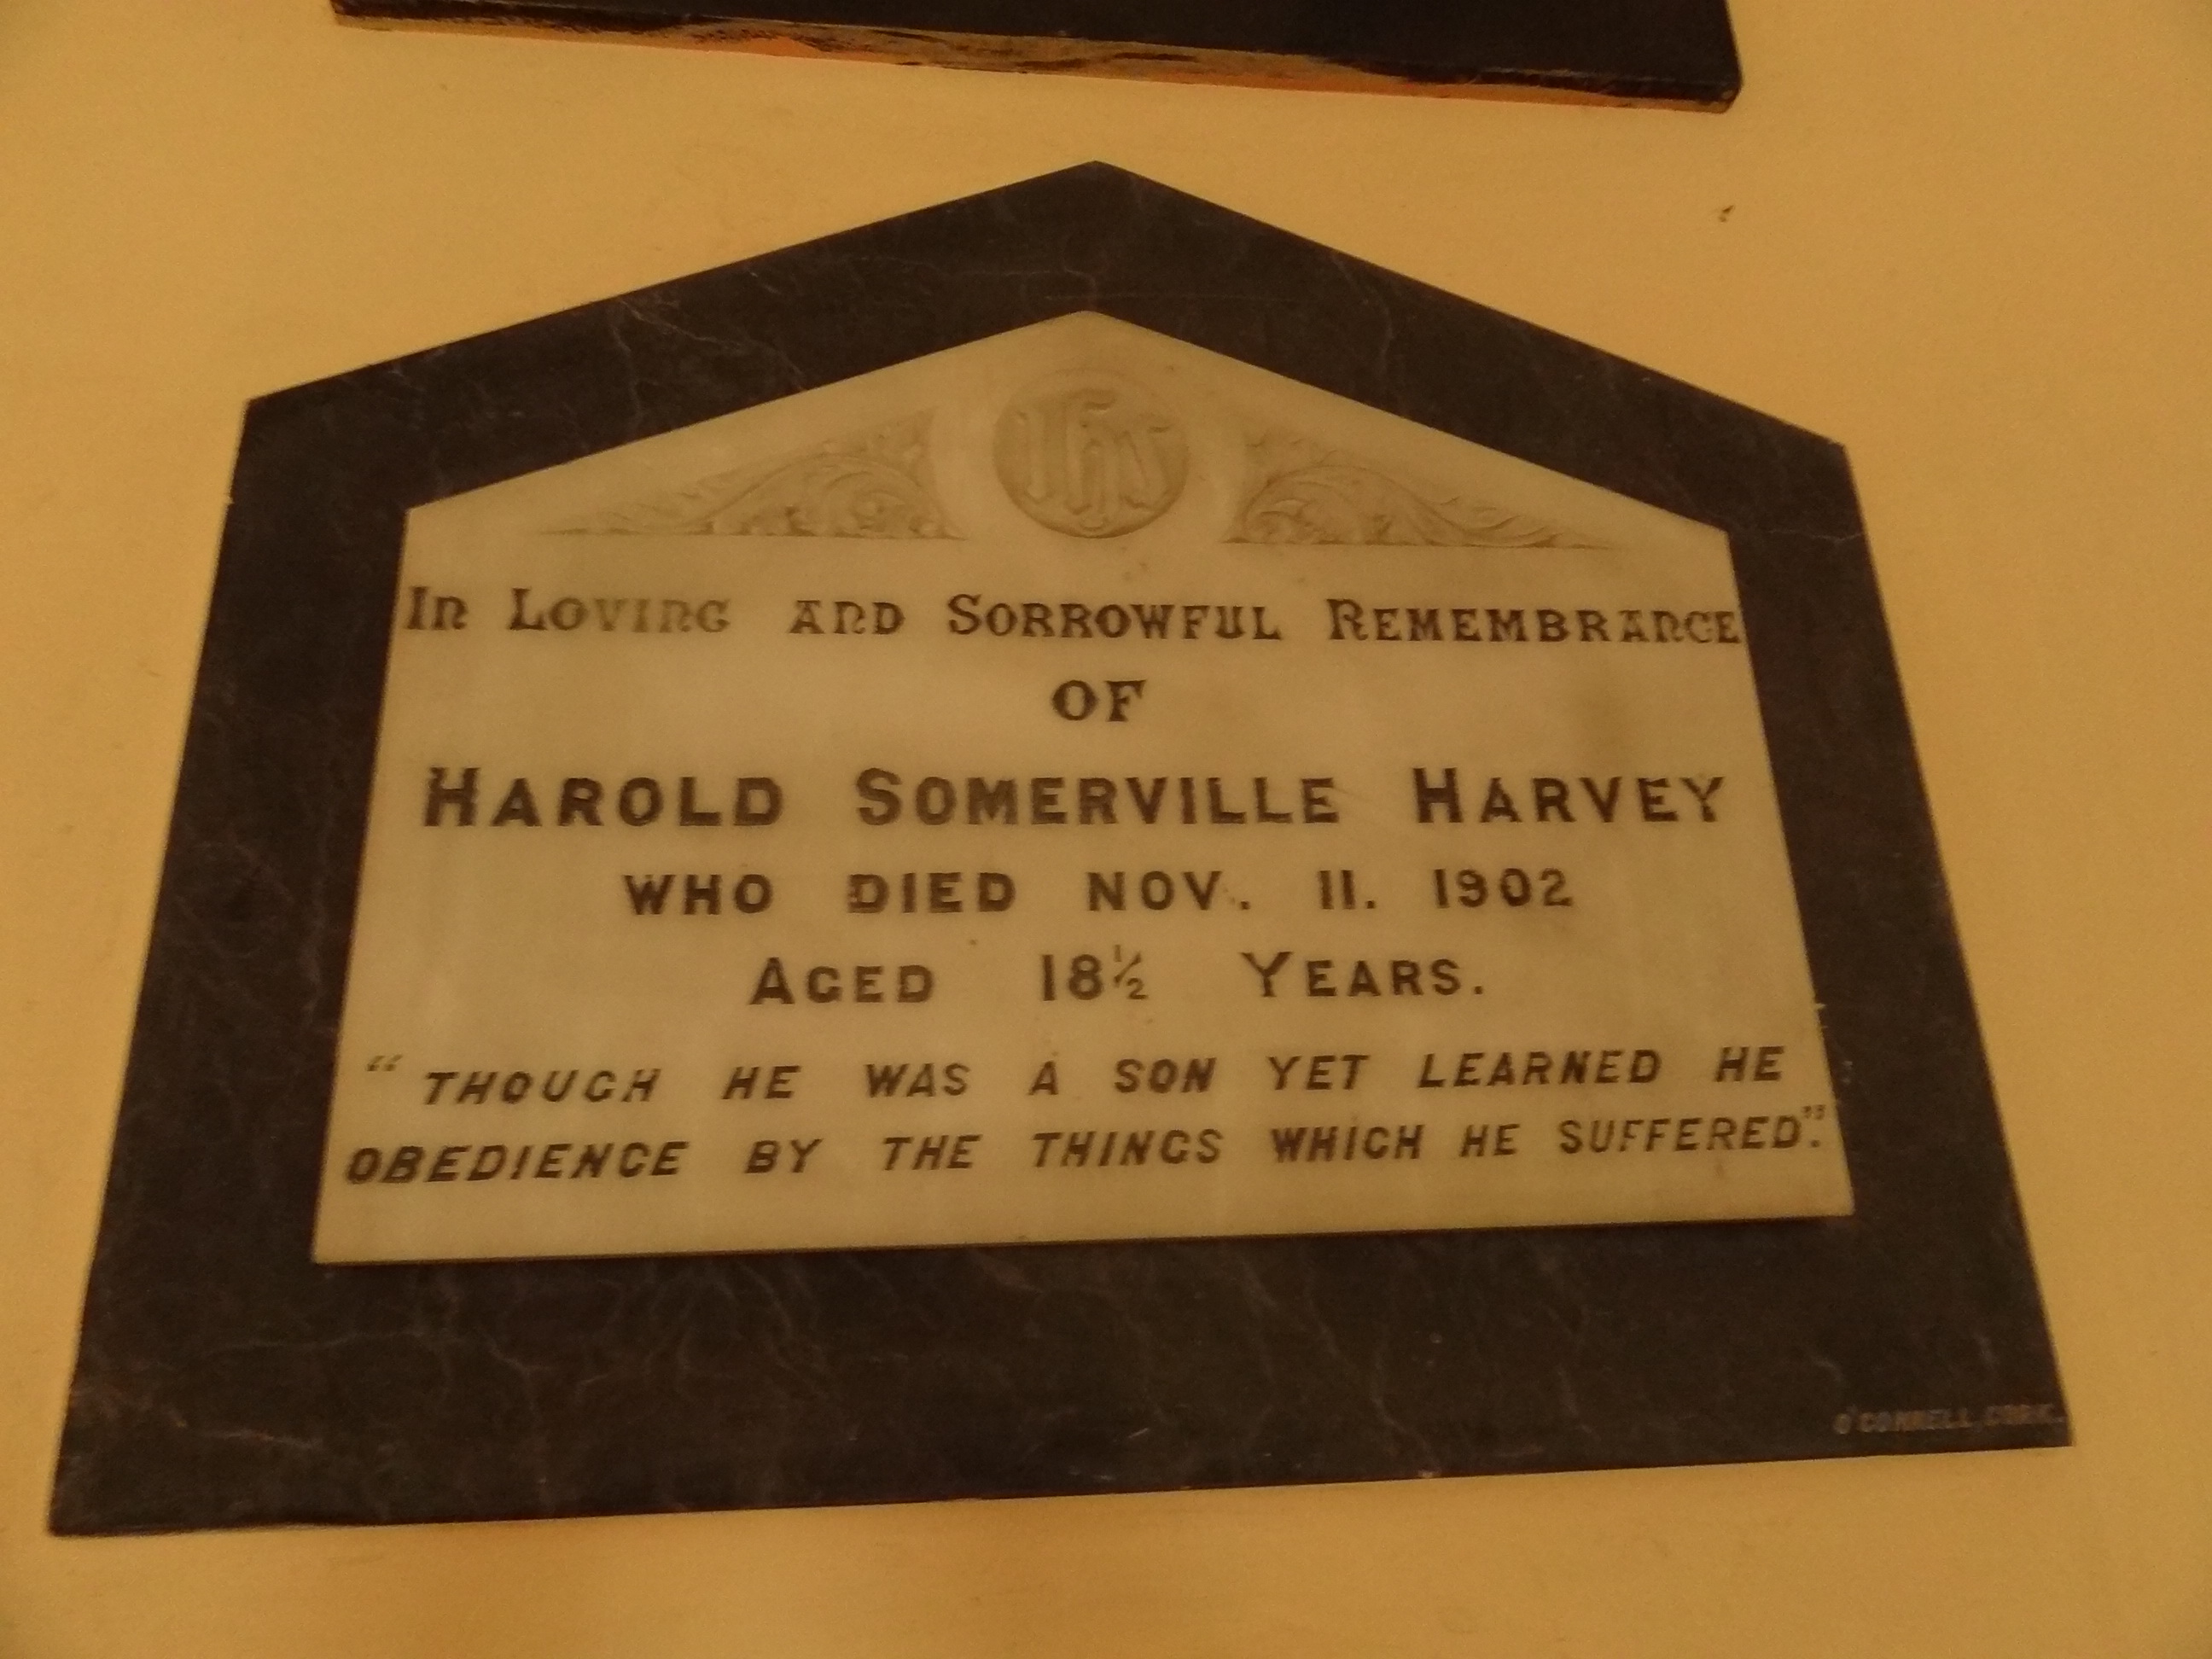 IHS
In Loving and Sorrowful Remembrance
OF
HAROLD SOMERVILLE HARVEY
WHO DIED NOV. 11. 1902
AGED 18½ YEARS.
"THOUGH HE WAS A SON YET LEARNED HE
OBEDIENCE BY THE THINGS WHICH HE SUFFERED".
O'CONNELL, CORK.